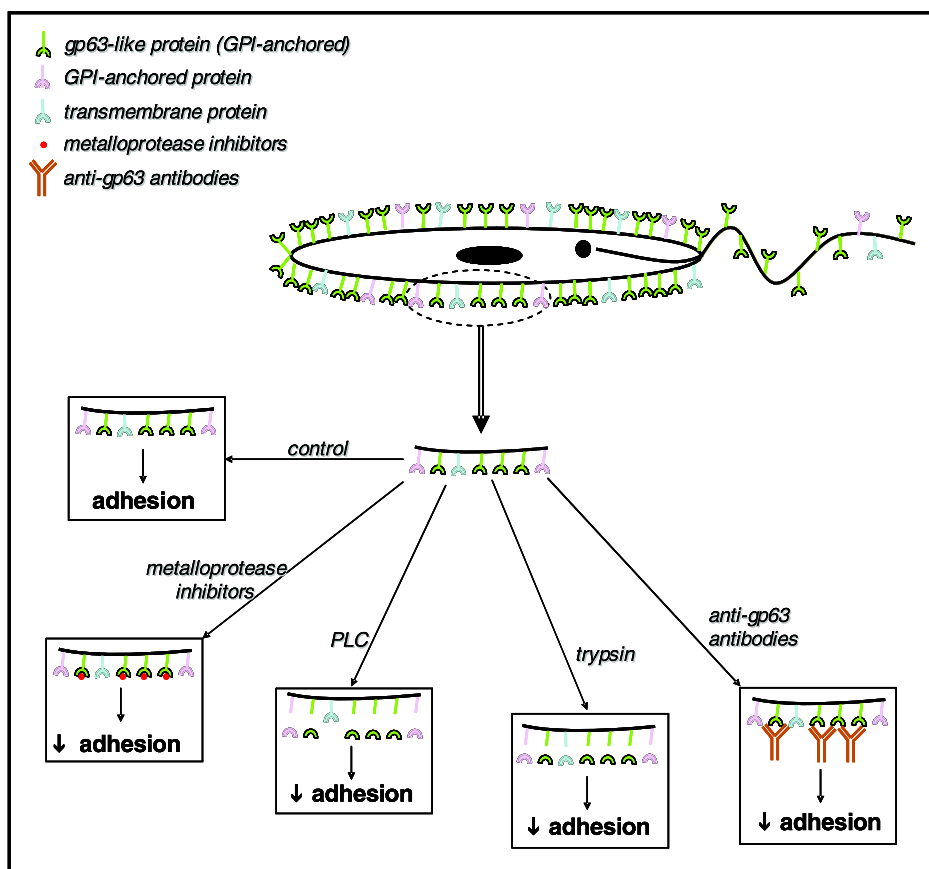 gp63-like protein (GPI-anchored)
GPI-anchored protein
transmembrane protein
metalloprotease inhibitors
anti-gp63 antibodies
control
adhesion
metalloprotease
inhibitors
PLC
trypsin
anti-gp63
antibodies
↓ adhesion
↓ adhesion
↓ adhesion
↓ adhesion